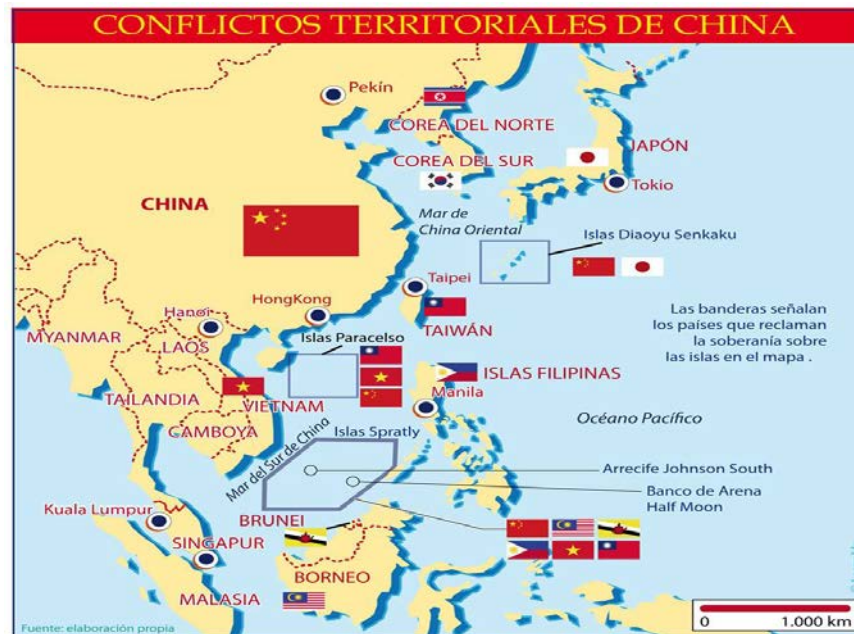 CONFLICTOS TERRITORIALES DE CHINA
Pekín
COREA DEL NORTE
COREA DEL SUR
JAPÓN
Tokio
CHINA
Mar de
China Oriental
Islas Diaoyu Senkaku
Taipei
TAIWÁN
HongKong
Hanoi
MYANMAR
LAOS
Islas Paracelso
Las banderas señalan
los países que reclaman
la soberanía sobre
las islas en el mapa .
ISLAS FILIPINAS
Manila
TAILANDIA
VIETNAM
CAMBOYA
Océano Pacífico
Islas Spratly
Mar del Sur de China
Arrecife Johnson South
Banco de Arena
Half Moon
Kuala Lumpur
BRUNEI
SINGAPUR
BORNEO
MALASIA
Fuente: elaboración propia
0 1.000 km